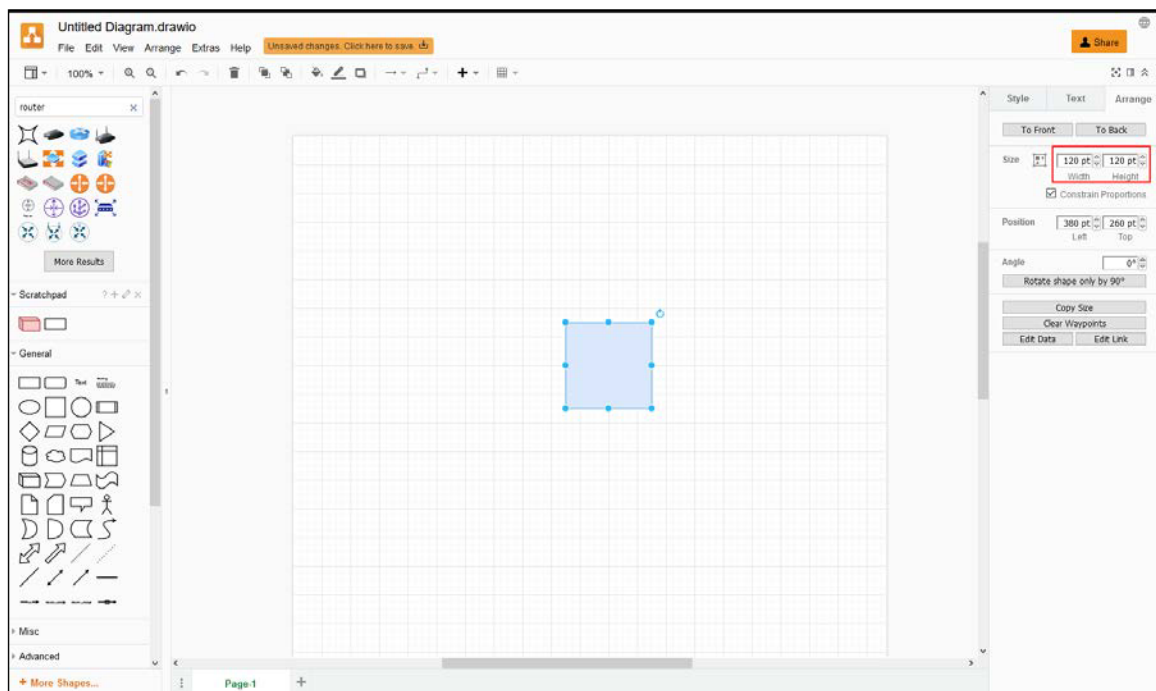 Untitled Diagram.drawio
File Edit View Arrange Extras Help Unsaved changes. Click here to save.
Share
100%
router
More Results
Scratchpad
General
Text
Misc
Advanced
+ More Shapes...
Page-1
Style Text Arrange
To Front To Back
Size 120 pt 120 pt
Width Height
Constrain Proportions
Position 380 pt 260 pt
Left Top
Angle 0°
Rotate shape only by 90°
Copy Size
Clear Waypoints
Edit Data Edit Link